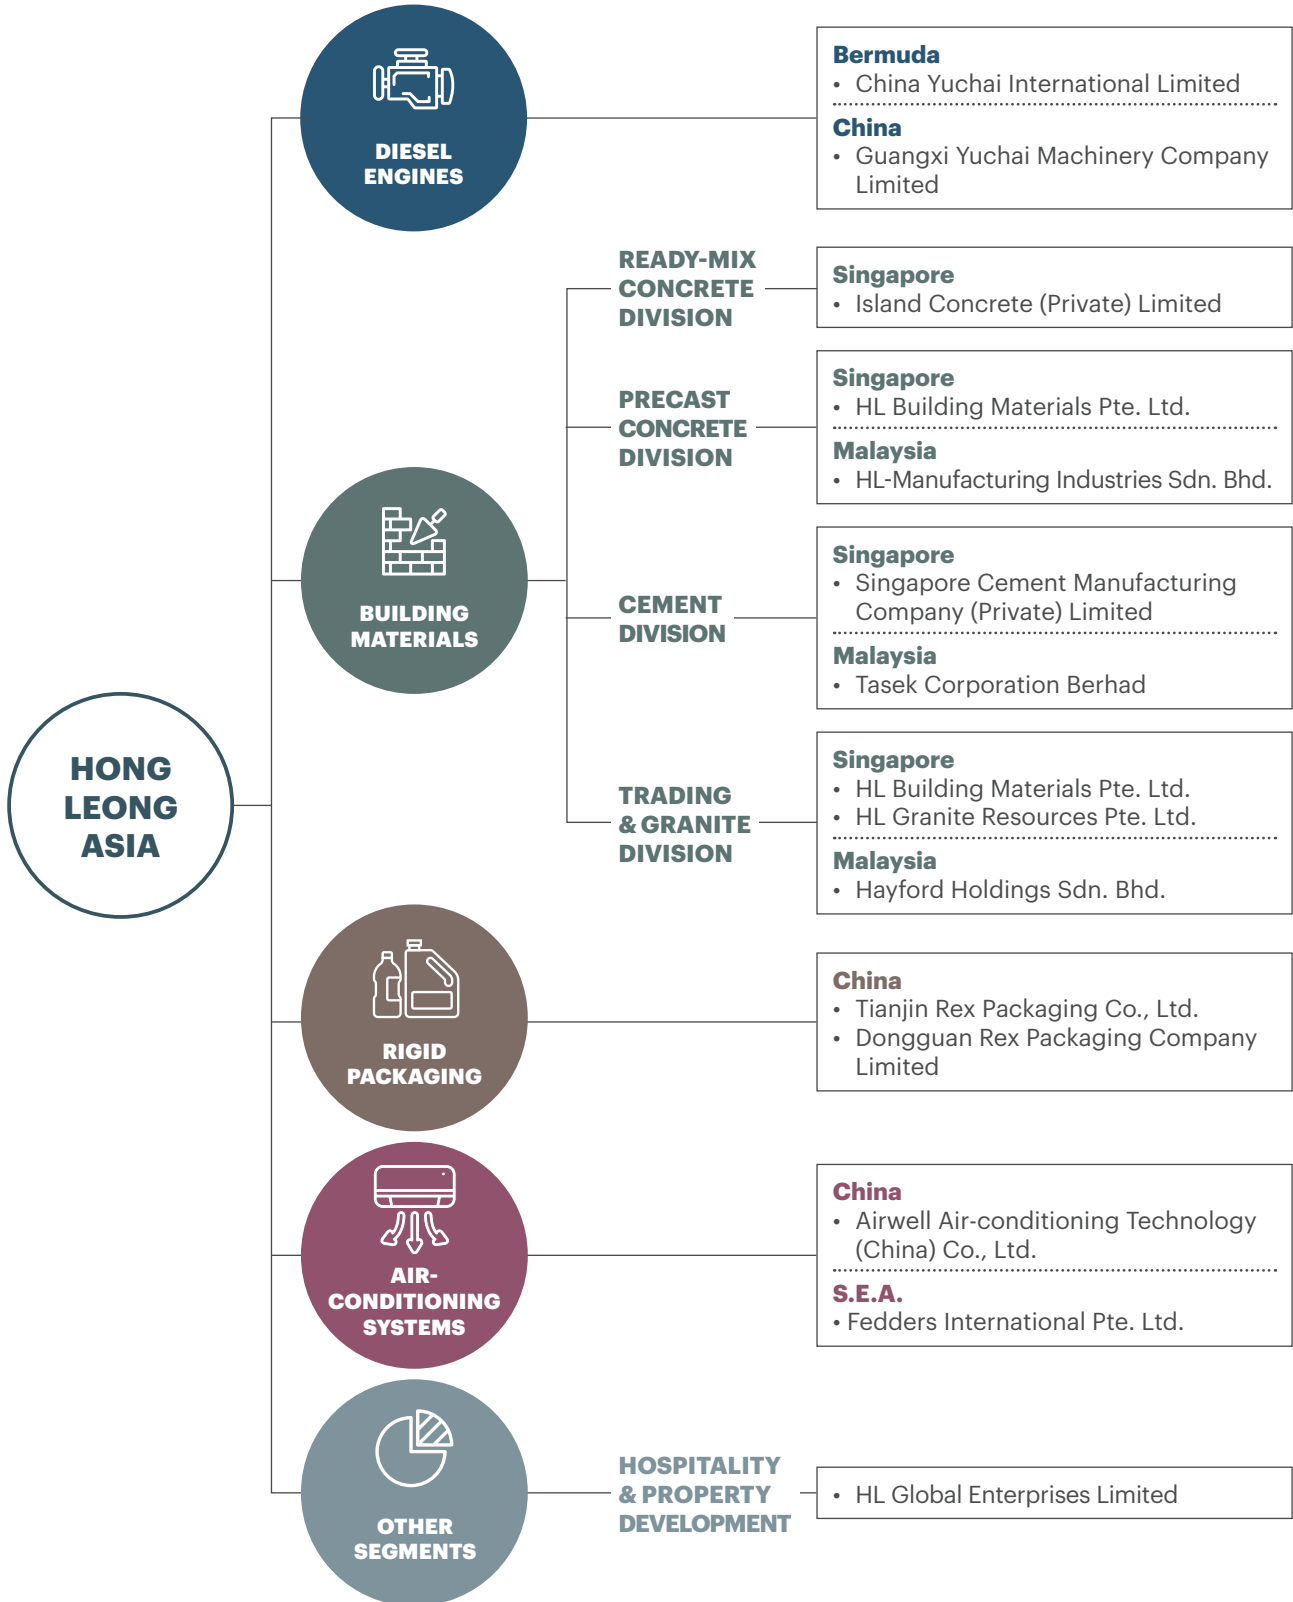 HONG
LEONG
ASIA
DIESEL
ENGINES
Bermuda
• China Yuchai International Limited
China
• Guangxi Yuchai Machinery Company
Limited
BUILDING
MATERIALS
READY-MIX
CONCRETE
DIVISION
Singapore
• Island Concrete (Private) Limited
PRECAST
CONCRETE
DIVISION
Singapore
• HL Building Materials Pte. Ltd.
Malaysia
• HL-Manufacturing Industries Sdn. Bhd.
CEMENT
DIVISION
Singapore
• Singapore Cement Manufacturing
Company (Private) Limited
Malaysia
• Tasek Corporation Berhad
TRADING
& GRANITE
DIVISION
Singapore
• HL Building Materials Pte. Ltd.
• HL Granite Resources Pte. Ltd.
Malaysia
• Hayford Holdings Sdn. Bhd.
RIGID
PACKAGING
China
• Tianjin Rex Packaging Co., Ltd.
• Dongguan Rex Packaging Company
Limited
AIR-
CONDITIONING
SYSTEMS
China
• Airwell Air-conditioning Technology
(China) Co., Ltd.
S.E.A.
• Fedders International Pte. Ltd.
OTHER
SEGMENTS
HOSPITALITY
& PROPERTY
DEVELOPMENT
• HL Global Enterprises Limited